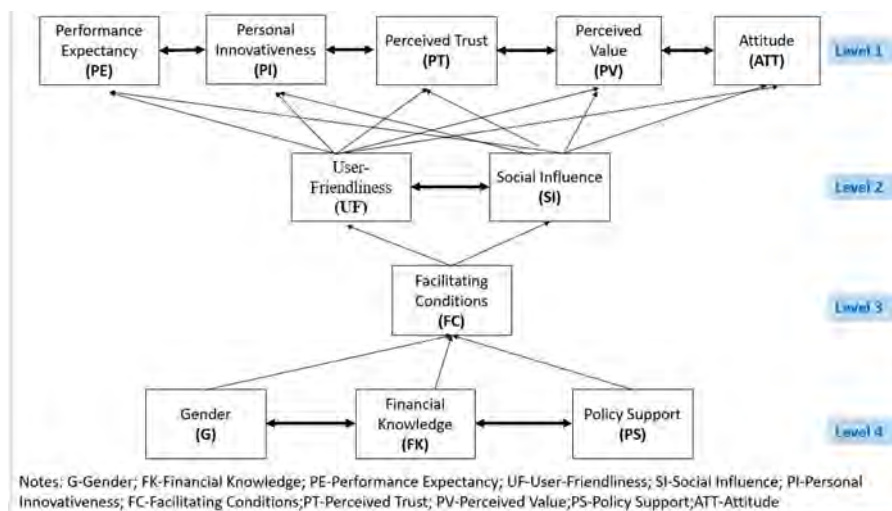 Performance
Expectancy
(PE)
Personal
Innovativeness
(PI)
Perceived Trust
(PT)
Perceived
Value
(PV)
Attitude
(ATT)
Level 1
User-
Friendliness
(UF)
Social Influence
(SI)
Level 2
Facilitating
Conditions
(FC)
Level 3
Gender
(G)
Financial
Knowledge
(FK)
Policy Support
(PS)
Level 4
Notes: G-Gender; FK-Financial Knowledge; PE-Performance Expectancy; UF-User-Friendliness; SI-Social Influence; PI-Personal
Innovativeness; FC-Facilitating Conditions;PT-Perceived Trust; PV-Perceived Value;PS-Policy Support;ATT-Attitude